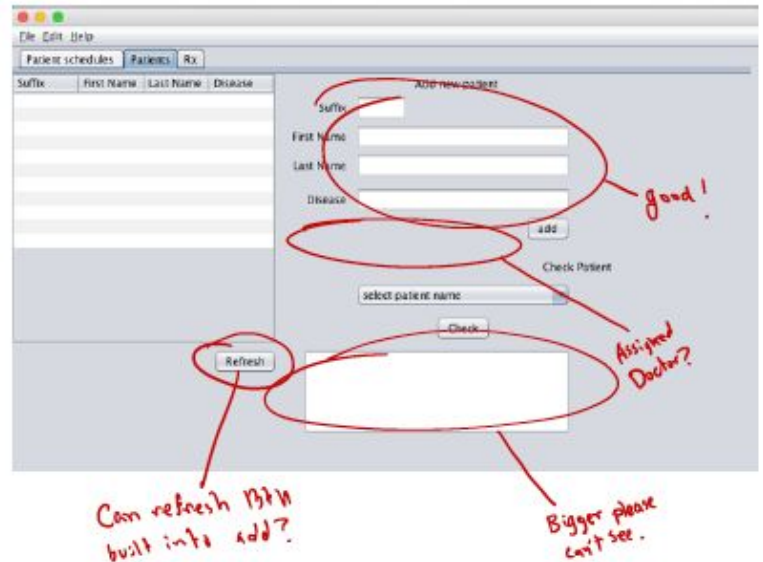 File Edit Help
Patient schedules Patients Rx
Suffix First Name Last Name Disease
Add new patient
Suffix
First Name
Last Name
Disease
good!
add
Check Patient
select patient name
Check
Assigned
Doctor?
Refresh
Can refresh Btn
built into add?
Bigger please
can't see.